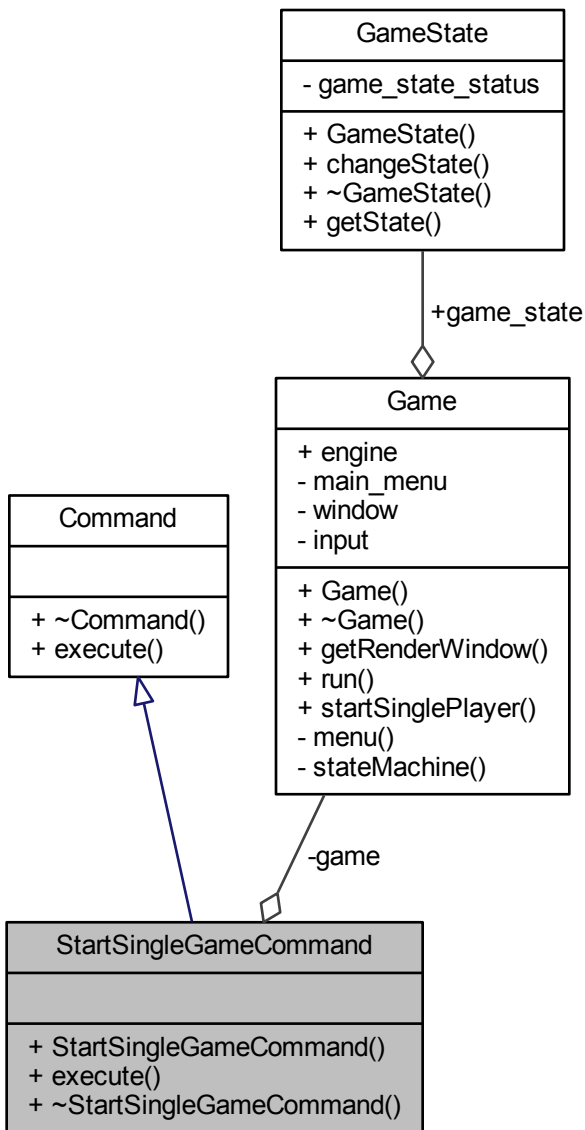 GameState
- game_state_status
+ GameState()
+ changeState()
+ ~GameState()
+ getState()
+game_state
Game
+ engine
- main_menu
- window
- input
+ Game()
+ ~Game()
+ getRenderWindow()
+ run()
+ startSinglePlayer()
- menu()
- stateMachine()
Command
+ ~Command()
+ execute()
-game
StartSingleGameCommand
+ StartSingleGameCommand()
+ execute()
+ ~StartSingleGameCommand()